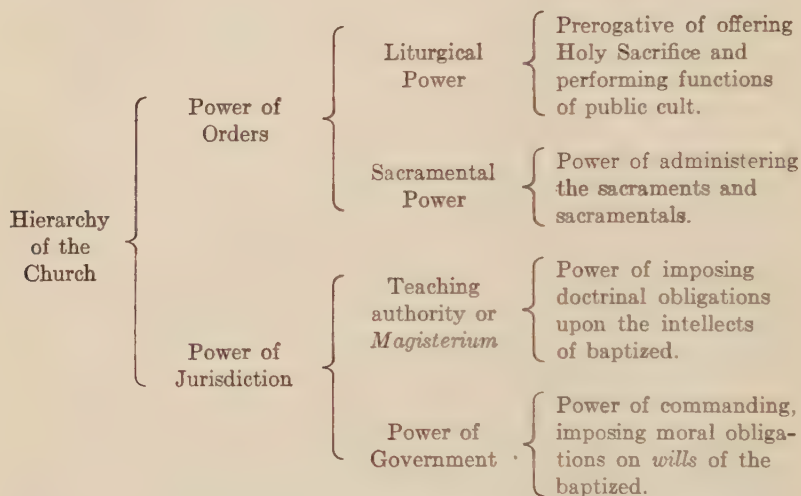 Hierarchy
of the
Church
Power of
Orders
Liturgical
Power
Prerogative of offering
Holy Sacrifice and
performing functions
of public cult.
Sacramental
Power
Power of administering
the sacraments and
sacramentals.
Power of
Jurisdiction
Teaching
authority or
Magisterium
Power of imposing
doctrinal obligations
upon the intellects
of baptized.
Power of
Government
Power of commanding,
imposing moral obliga-
tions on wills of the
baptized.